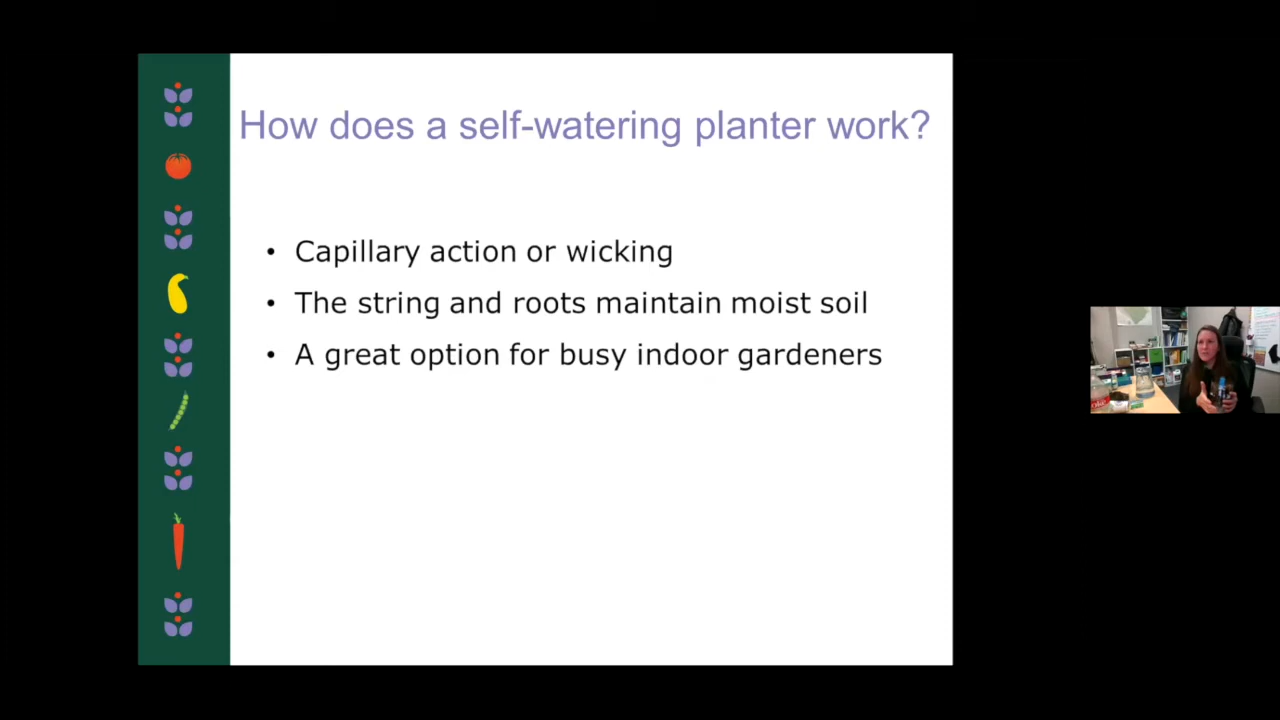 How does a self-watering planter work?
• Capillary action or wicking
• The string and roots maintain moist soil
• A great option for busy indoor gardeners